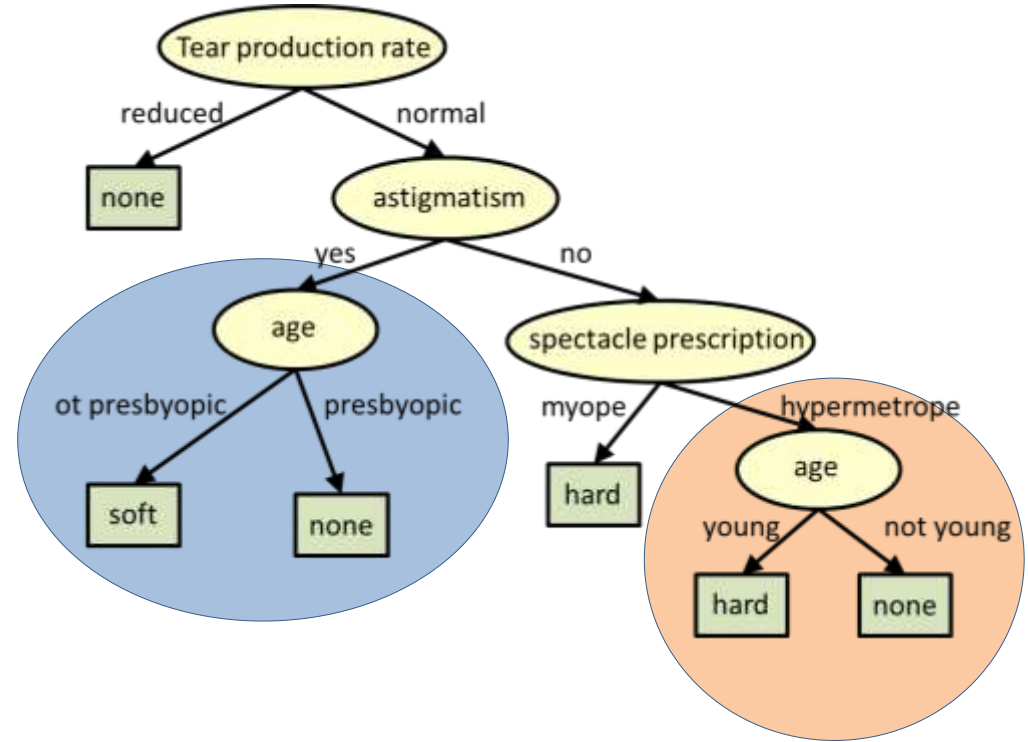 Tear production rate
reduced
normal
none
astigmatism
yes
no
age
spectacle prescription
ot presbyopic
presbyopic
myope
hypermetrope
soft
none
hard
age
young
not young
hard
none